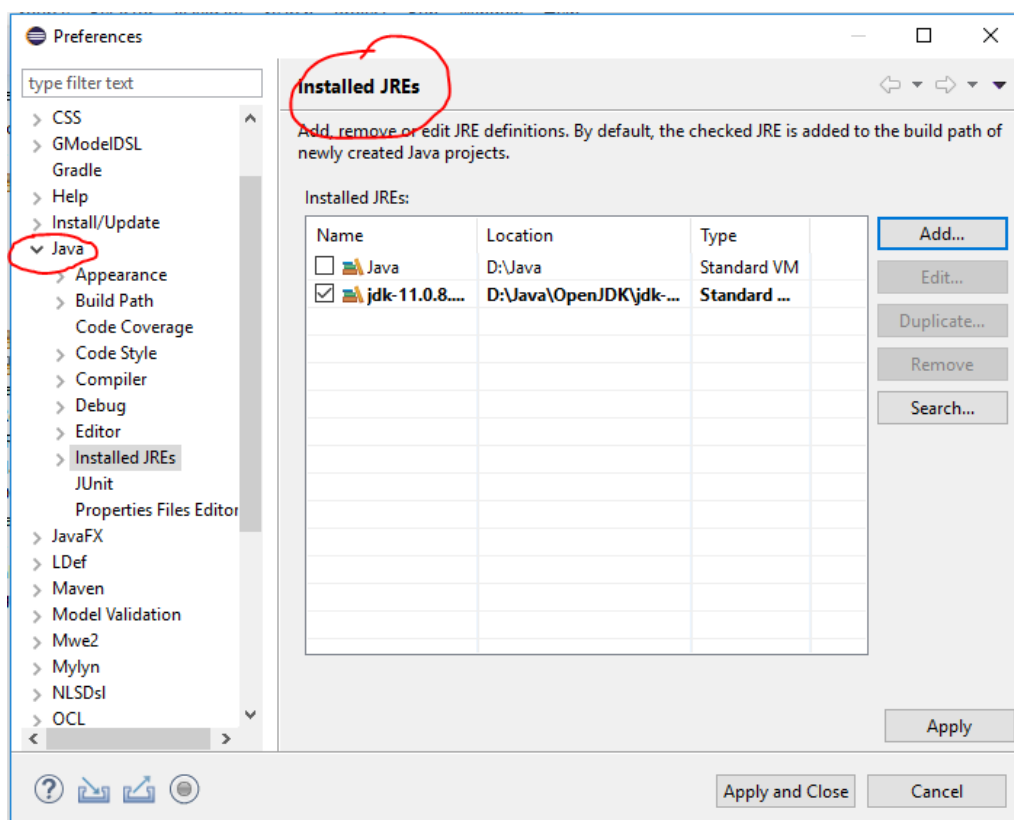 Preferences
type filter text
CSS
GModelDSL
Gradle
Help
Install/Update
Java
Appearance
Build Path
Code Coverage
Code Style
Compiler
Debug
Editor
Installed JREs
JUnit
Properties Files Editor
JavaFX
LDef
Maven
Model Validation
Mwe2
Mylyn
NLSDsl
OCL
Installed JREs
Add, remove or edit JRE definitions. By default, the checked JRE is added to the build path of
newly created Java projects.
Installed JREs:
Name Location Type
Java D:\Java Standard VM
jdk-11.0.8.... D:\Java\OpenJDK\jdk-... Standard ...
Add...
Edit...
Duplicate...
Remove
Search...
Apply
Apply and Close
Cancel